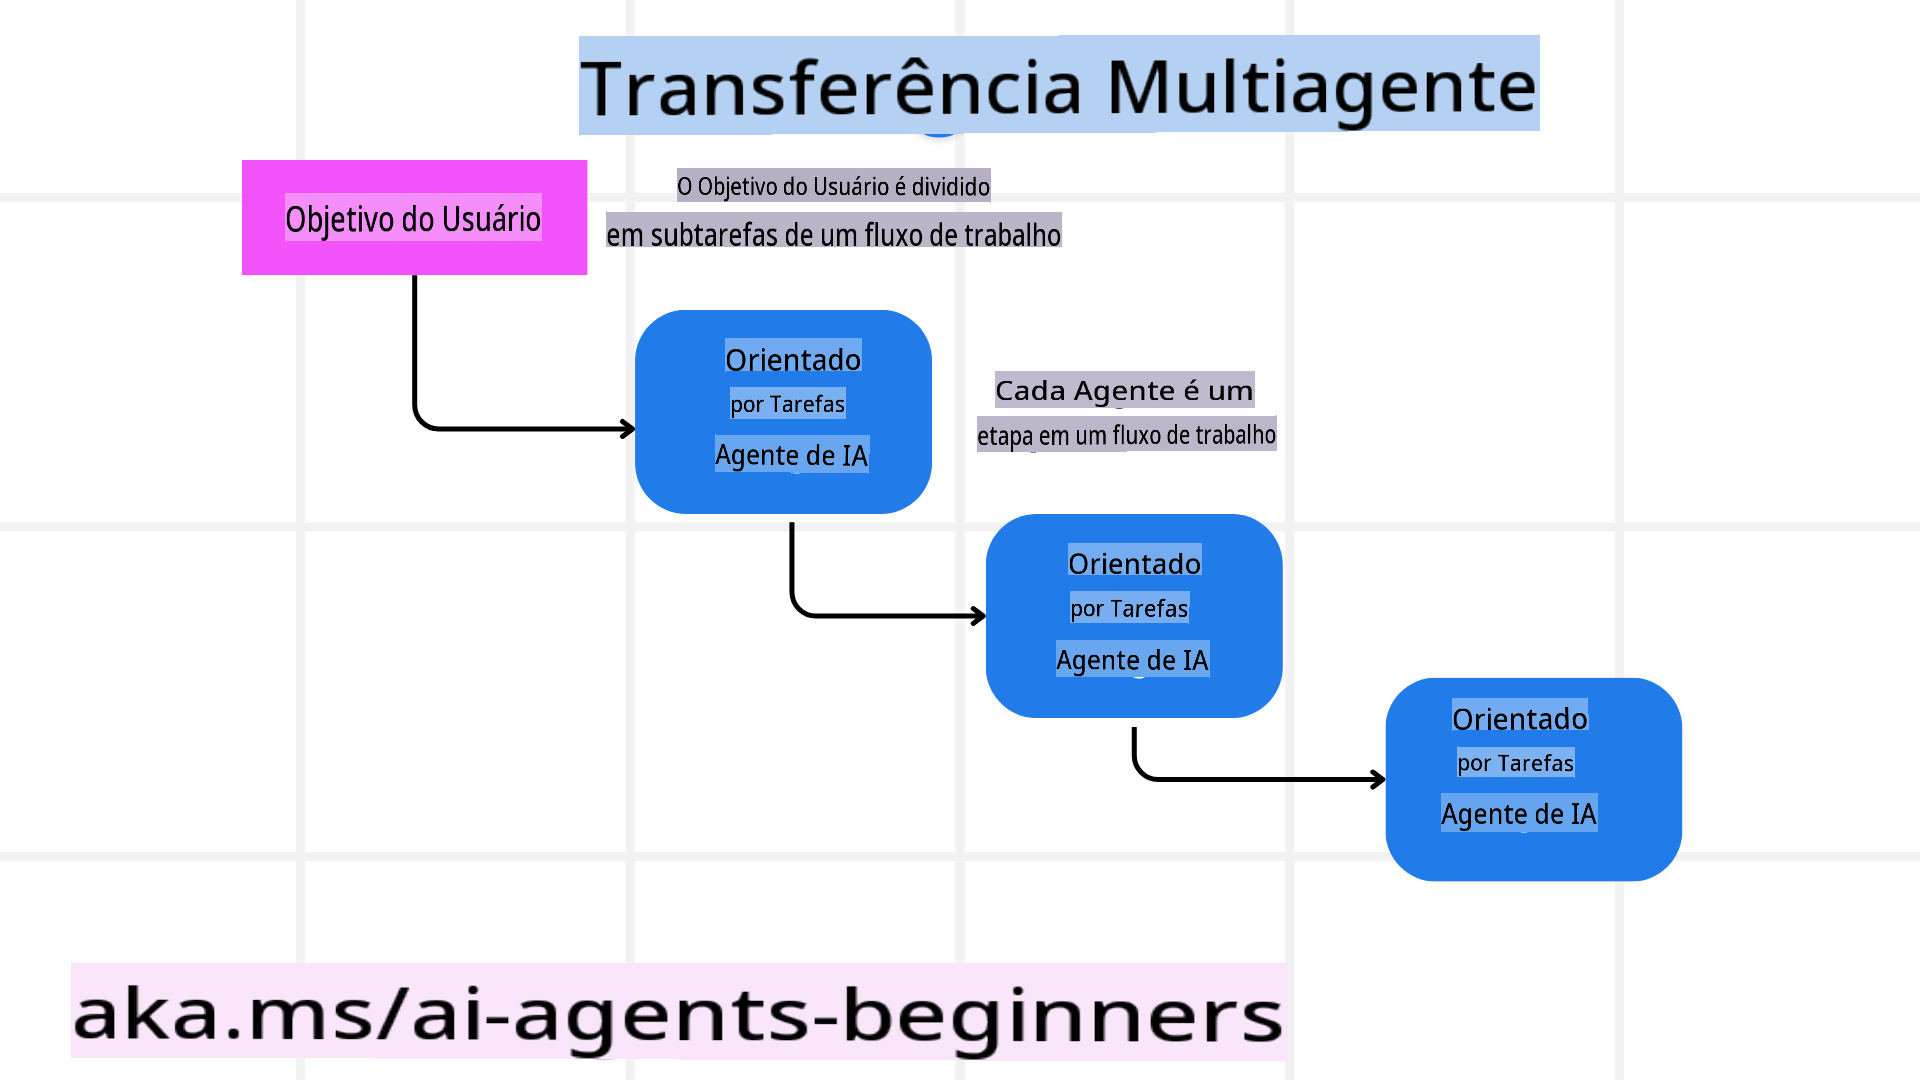 Transferência Multiagente
Objetivo do Usuário
O Objetivo do Usuário é dividido
em subtarefas de um fluxo de trabalho
Orientado
por Tarefas
Agente de IA
Cada Agente é um
etapa em um fluxo de trabalho
Orientado
por Tarefas
Agente de IA
Orientado
por Tarefas
Agente de IA
aka.ms/ai-agents-beginners